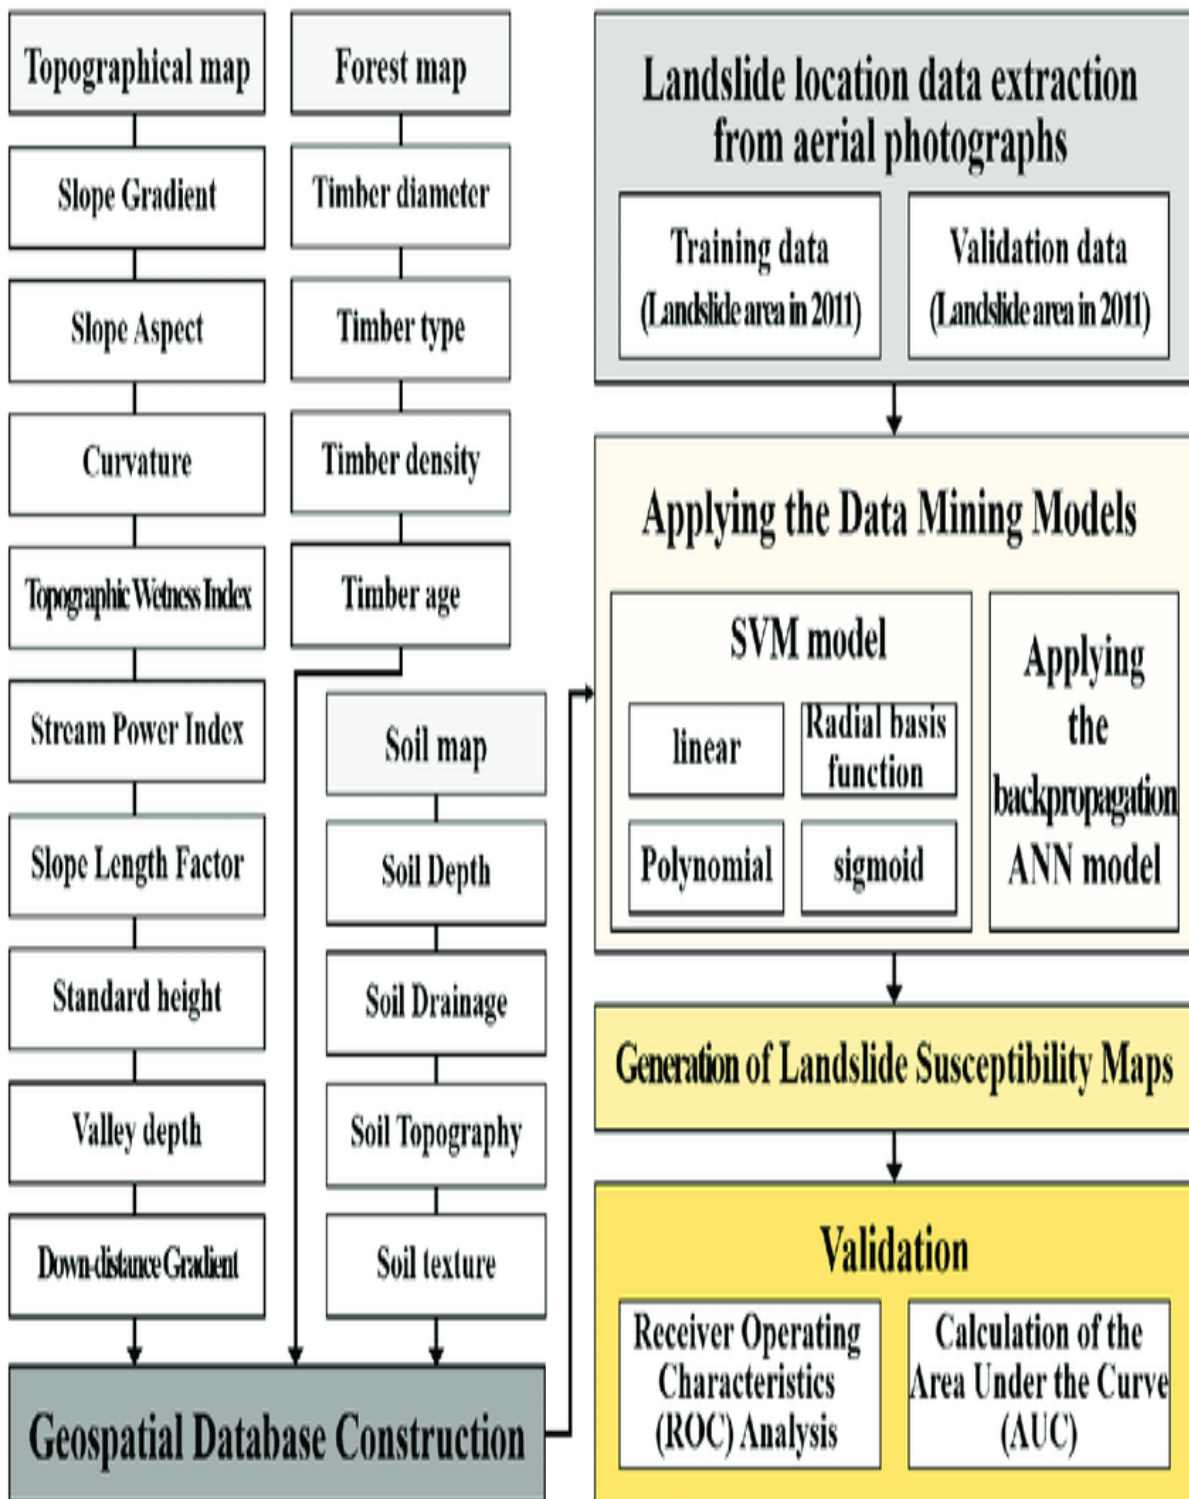 Topographical map
Slope Gradient
Slope Aspect
Curvature
Topographic Wetness Index
Stream Power Index
Slope Length Factor
Standard height
Valley depth
Down-distance Gradient
Forest map
Timber diameter
Timber type
Timber density
Timber age
Soil map
Soil Depth
Soil Drainage
Soil Topography
Soil texture
Geospatial Database Construction
Landslide location data extraction
from aerial photographs
Training data
(Landslide area in 2011)
Validation data
(Landslide area in 2011)
Applying the Data Mining Models
SVM model
linear
Radial basis
function
Polynomial
sigmoid
Applying
the
backpropagation
ANN model
Generation of Landslide Susceptibility Maps
Validation
Receiver Operating
Characteristics
(ROC) Analysis
Calculation of the
Area Under the Curve
(AUC)